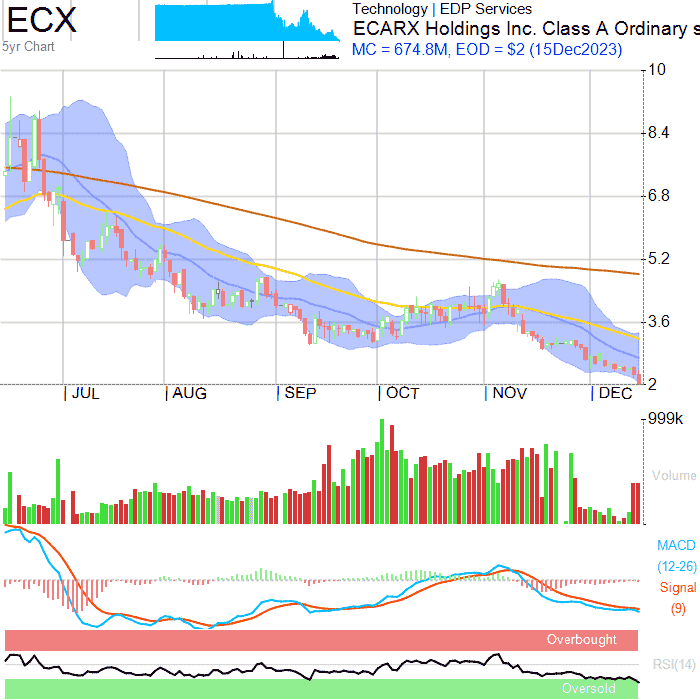 ECX
5yr Chart
Technology | EDP Services
ECARX Holdings Inc. Class A Ordinary s
MC = 674.8M, EOD = $2 (15Dec2023)
10
8.4
6.8
5.2
3.6
2
| JUL | AUG | SEP | OCT | NOV | DEC
999k
Volume
MACD
(12-26)
Signal
(9)
Overbought
RSI(14)
Oversold